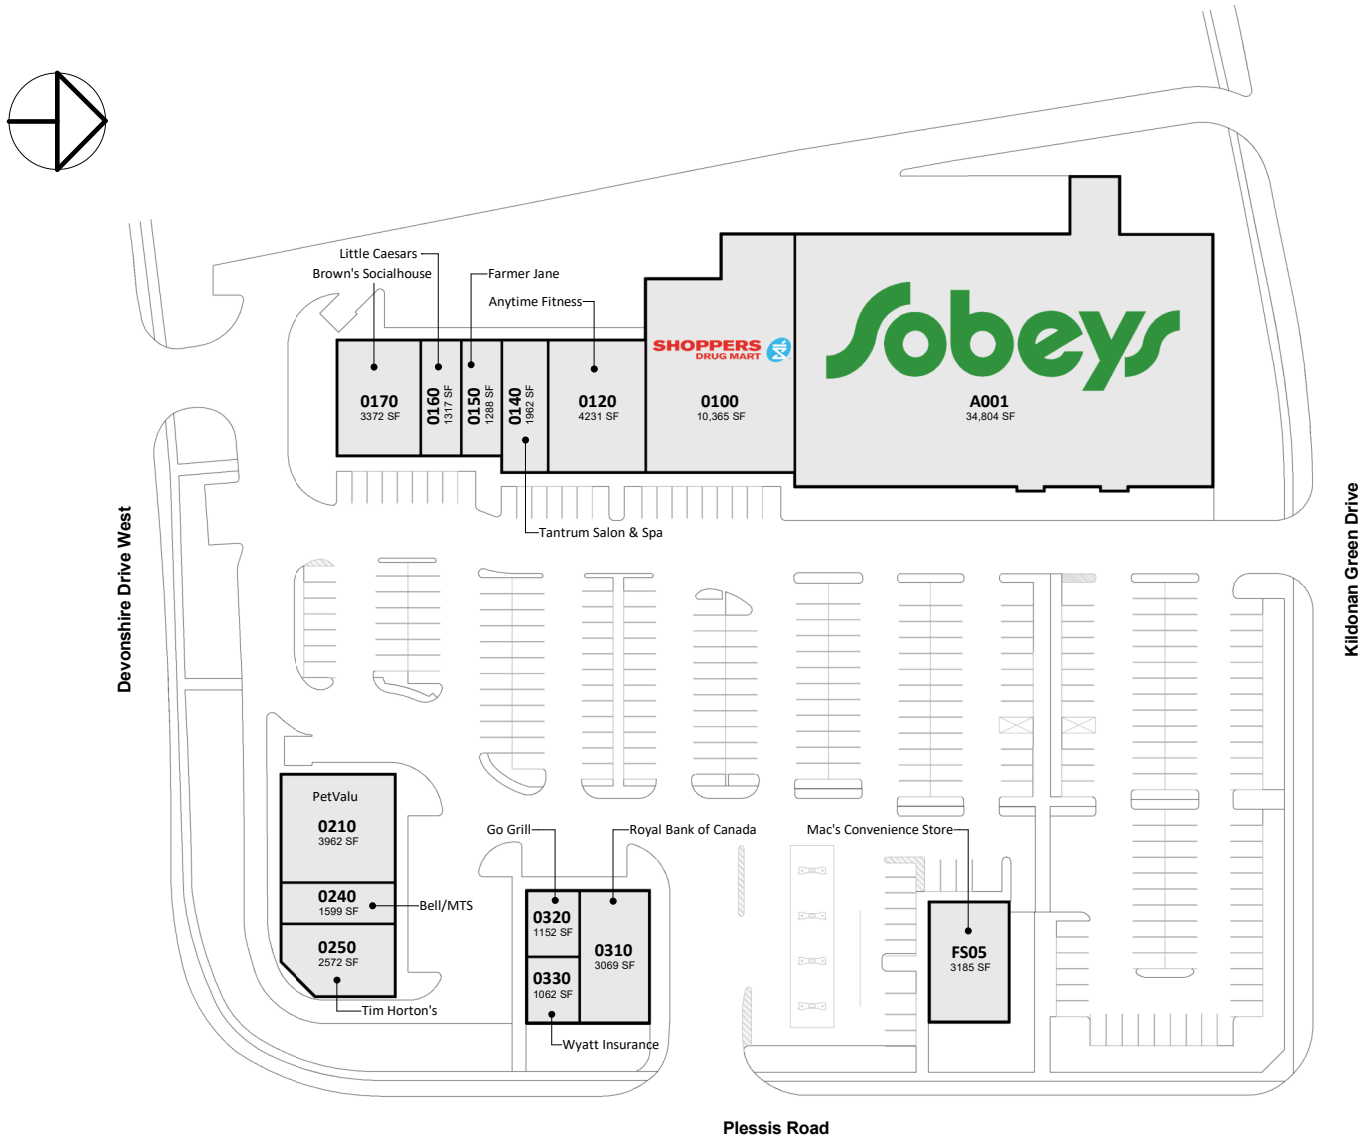 Little Caesars
Brown's Socialhouse
Farmer Jane
Anytime Fitness
SHOPPERS
DRUG MART
Sobeys
0170
3372 SF
0160
1317 SF
0150
1288 SF
0140
1962 SF
0120
4231 SF
0100
10,365 SF
A001
34,804 SF
Tantrum Salon & Spa
Devonshire Drive West
Kildonan Green Drive
PetValu
0210
3962 SF
0240
1599 SF
Bell/MTS
0250
2572 SF
Tim Horton's
Go Grill
Royal Bank of Canada
Mac's Convenience Store
0320
1152 SF
0330
1062 SF
0310
3069 SF
Wyatt Insurance
FS05
3185 SF
Plessis Road